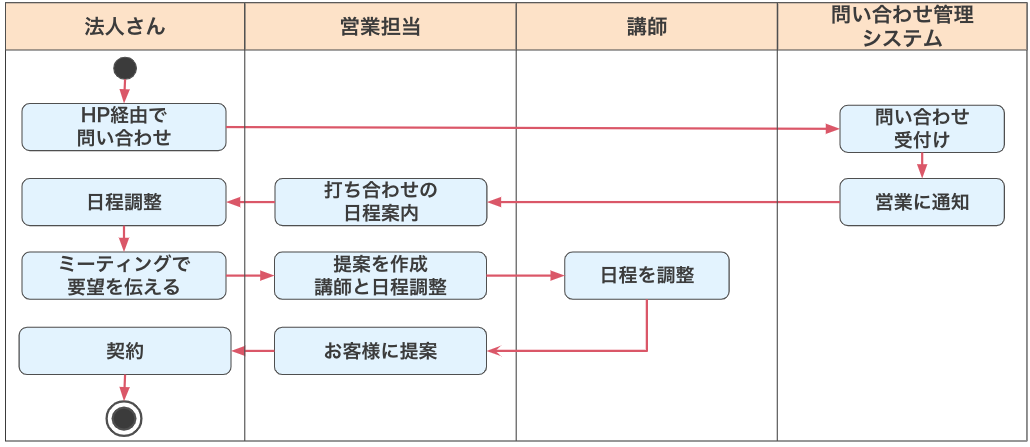 法人さん
営業担当
講師
問い合わせ管理
システム
HP経由で
問い合わせ
問い合わせ
受付け
日程調整
打ち合わせの
日程案内
営業に通知
ミーティングで
要望を伝える
提案を作成
講師と日程調整
日程を調整
契約
お客様に提案